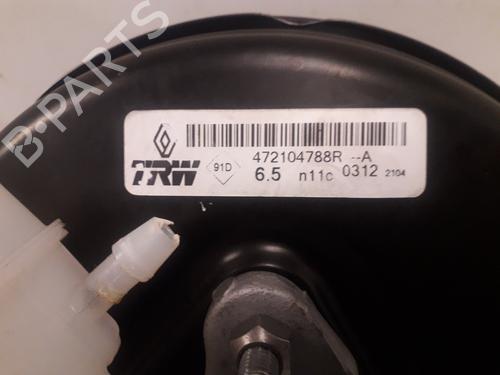 B-PARTS
TRW 91D 472104788R --A
6.5 n11c 0312 2104